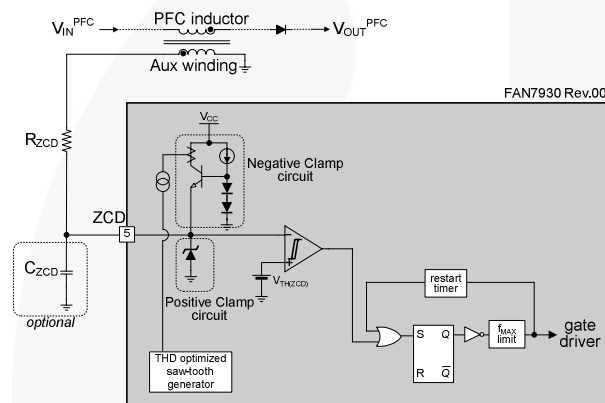 PFC inductor
V_IN^PFC
V_OUT^PFC
Aux winding
FAN7930 Rev.00
V_CC
R_ZCD
Negative Clamp
circuit
ZCD
5
C_ZCD
optional
V_TH(ZCD)
Positive Clamp
circuit
restart
timer
THD optimized
saw-tooth
generator
S
Q
R
Q̅
f_MAX
limit
gate
driver